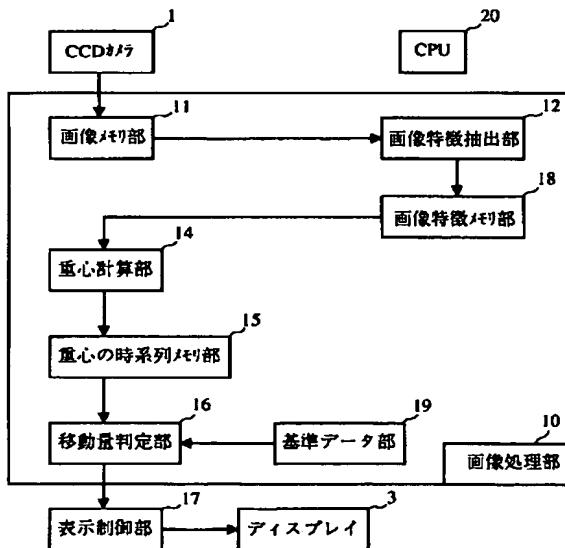 1
20
CCDカメラ
CPU
11
12
画像メモリ部
画像特徴抽出部
18
画像特徴メモリ部
14
重心計算部
15
重心の時系列メモリ部
16
19
移動量判定部
基準データ部
10
画像処理部
17
3
表示制御部
ディスプレイ